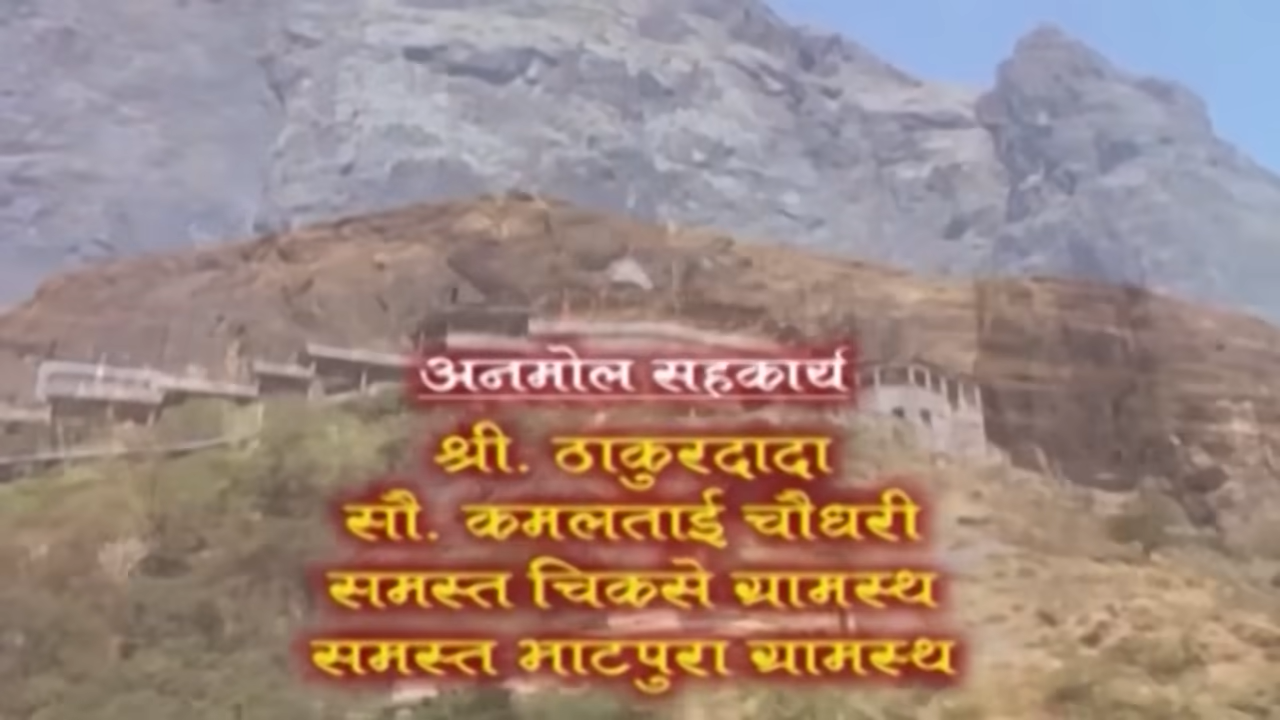 अनमोल सहकार्य
श्री. ठाकुरदादा
सौ. कमलताई चौधरी
समस्त चिकसे ग्रामस्थ
समस्त भाटपुरा ग्रामस्थ